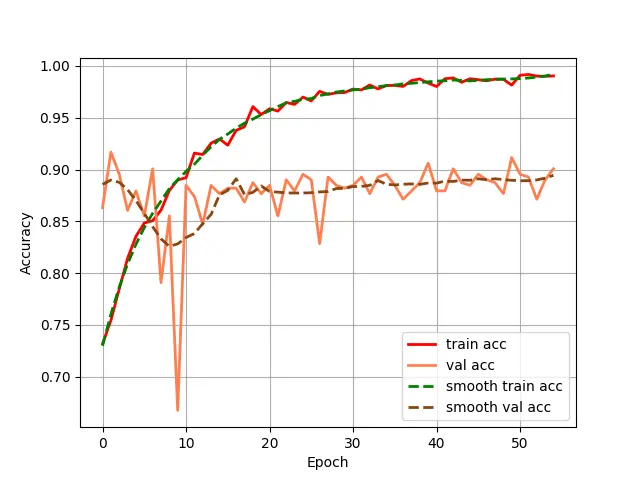 1.00
0.95
0.90
0.85
0.80
0.75
0.70
Accuracy
0
10
20
30
40
50
Epoch
train acc
val acc
smooth train acc
smooth val acc